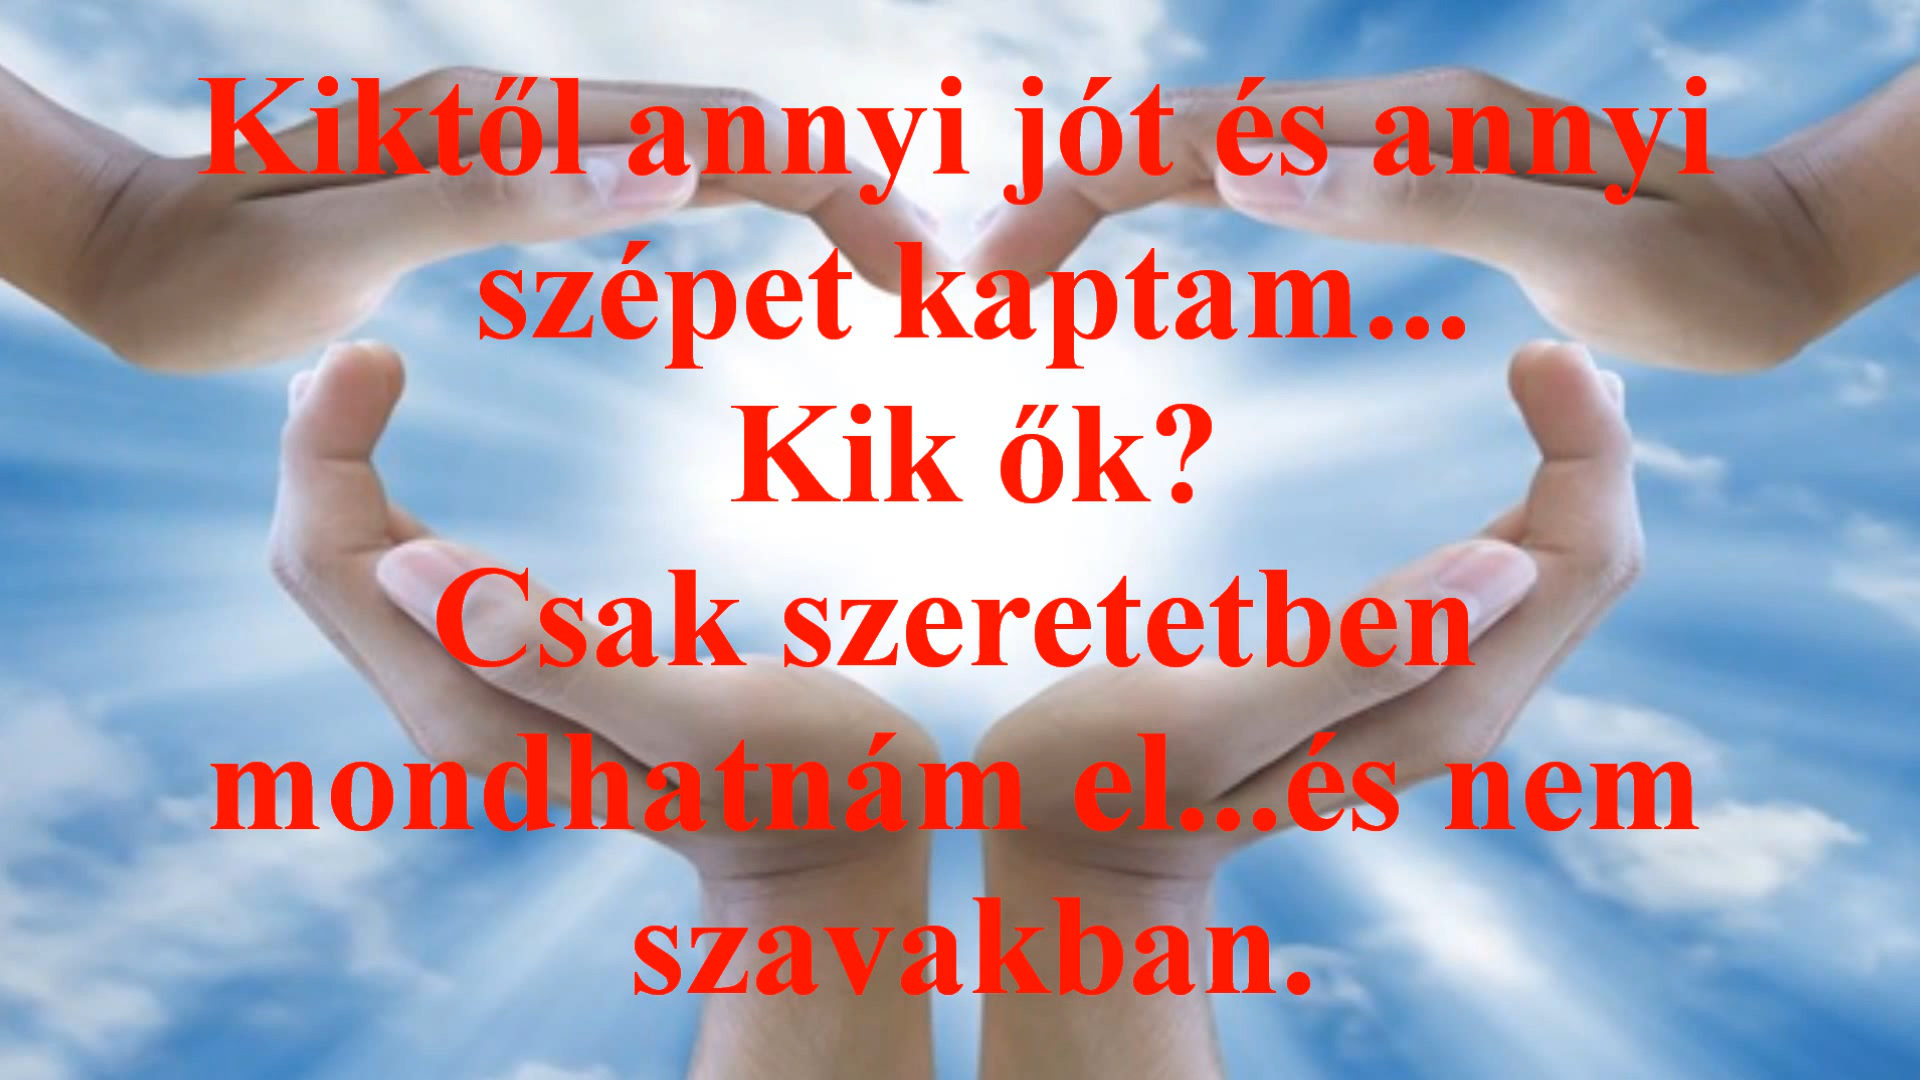 Kiktől annyi jót és annyi
szépet kaptam...
Kik ők?
Csak szeretetben
mondhatnám el...és nem
szavakban.